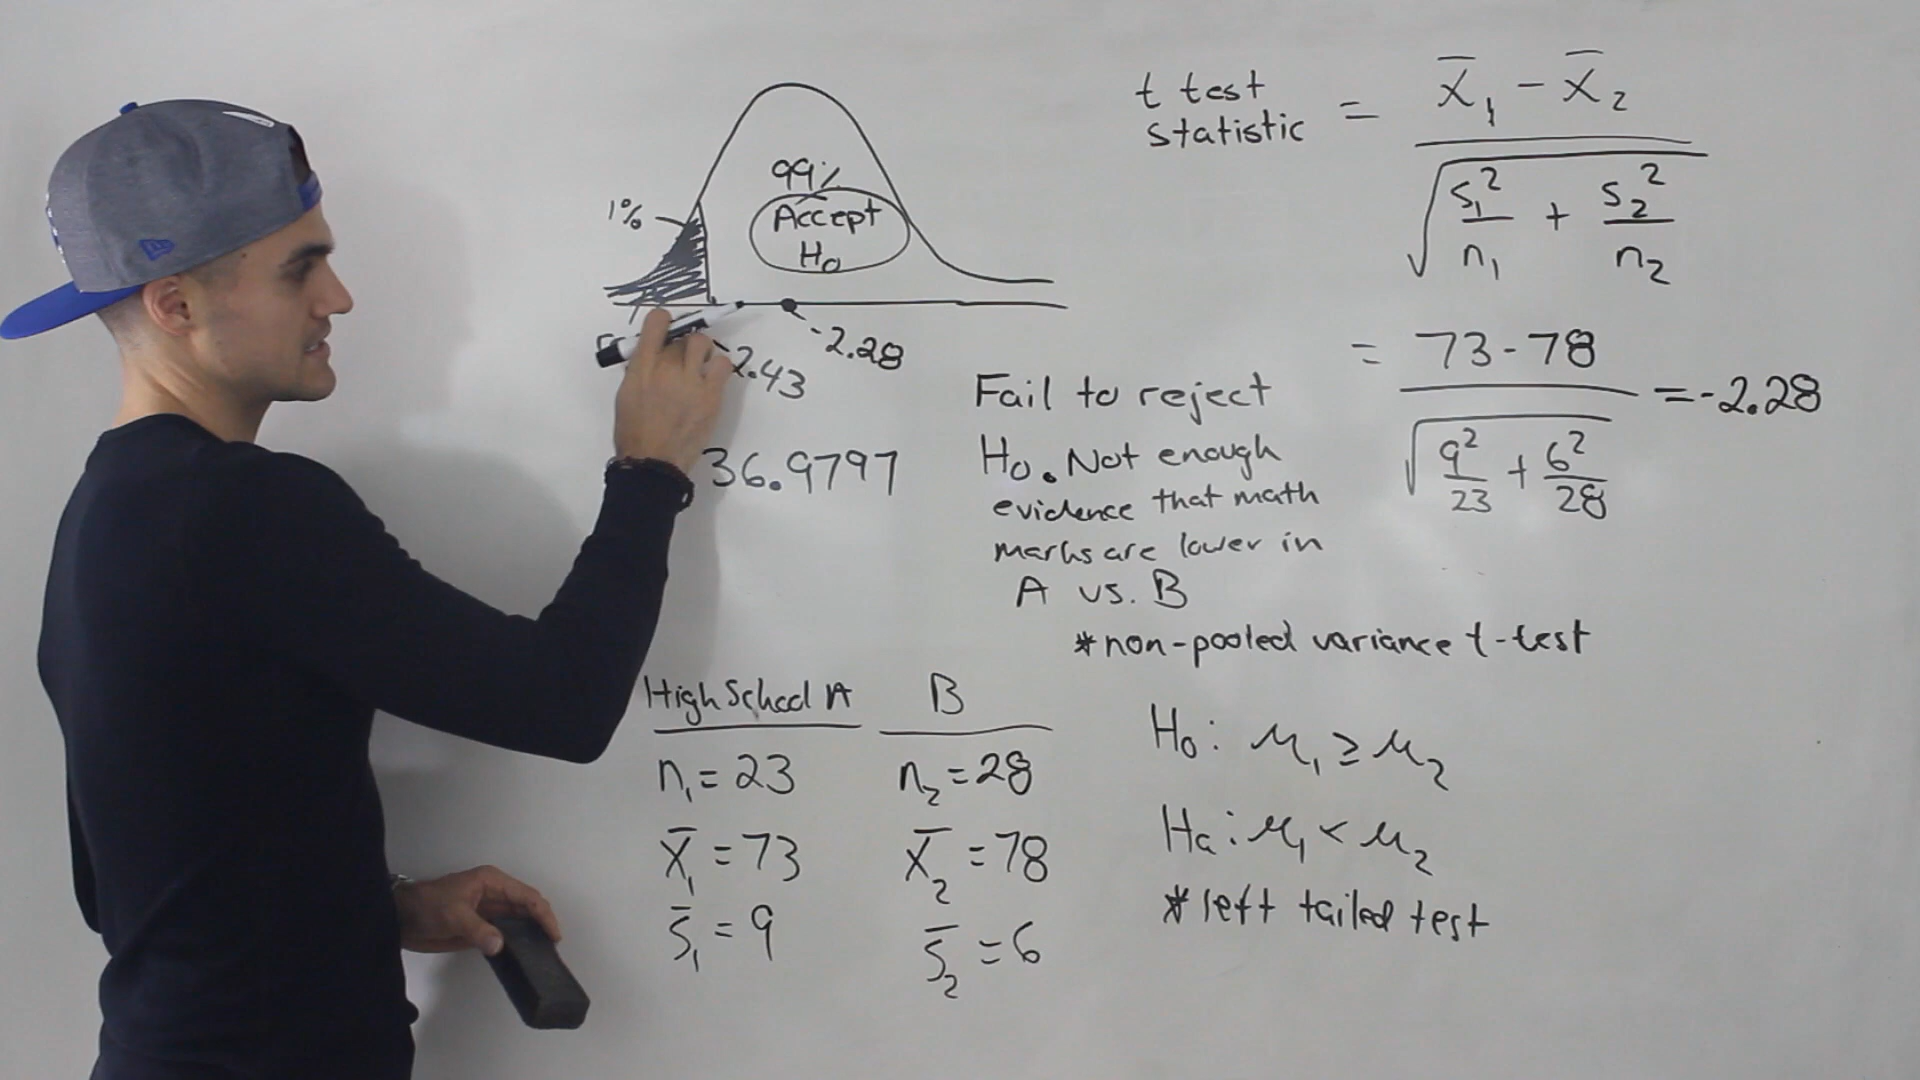 t test
statistic = x̄₁ - x̄₂
√ s₁²/n₁ + s₂²/n₂
= 73-78
√ 9²/23 + 6²/28
= -2.28
99%
1%
Accept
H₀
-2.28
2.43
36.9797
Fail to reject
H₀. Not enough
evidence that math
marks are lower in
A vs. B
*non-pooled variance t-test
High School A
n₁ = 23
x̄₁ = 73
s̄₁ = 9
B
n₂ = 28
x̄₂ = 78
s̄₂ = 6
H₀: μ₁ ≥ μ₂
Ha: μ₁ < μ₂
*left tailed test